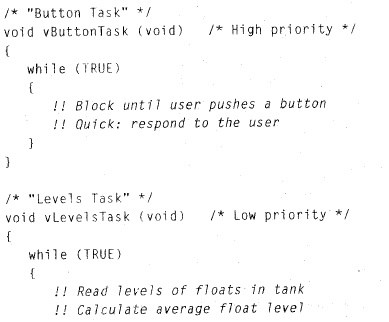 /* "Button Task" */
void vButtonTask (void) /* High priority */
{
while (TRUE)
{
!! Block until user pushes a button
!! Quick: respond to the user
}
}
/* "Levels Task" */
void vLevelsTask (void) /* Low priority */
{
while (TRUE)
{
!! Read levels of floats in tank
!! Calculate average float level